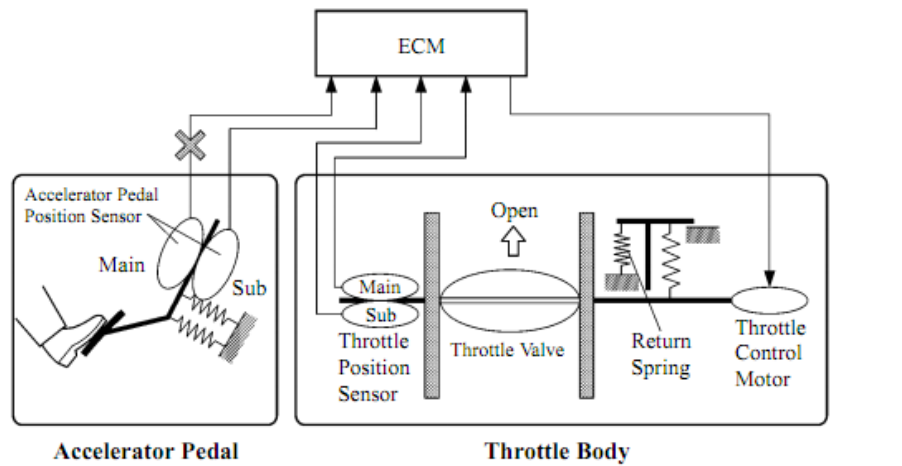 ECM
Accelerator Pedal
Position Sensor
Main
Sub
Open
Main
Sub
Throttle
Position
Sensor
Throttle Valve
Return
Spring
Throttle
Control
Motor
Accelerator Pedal
Throttle Body